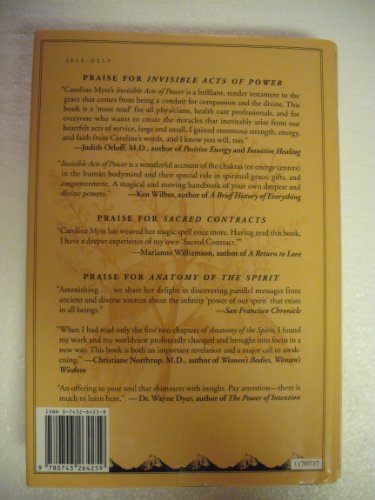 SELF-HELP
PRAISE FOR INVISIBLE ACTS OF POWER
"Caroline Myss's Invisible Acts of Power is a brilliant, tender testament to the
grace that comes from being a conduit for compassion and the divine. This
book is a 'must read' for all physicians, health care professionals, and for
everyone who wants to create the miracles that inevitably arise from our
heartfelt acts of service, large and small. I gained enormous strength, energy,
and faith from Caroline's words, and I know you will, too."
—Judith Orloff, M.D., author of Positive Energy and Intuitive Healing
"Invisible Acts of Power is a wonderful account of the chakras (or energy centers)
in the human bodymind and their special role in spiritual grace, gifts, and
empowerment. A magical and moving handbook of your own deepest and
divine powers." —Ken Wilber, author of A Brief History of Everything
PRAISE FOR SACRED CONTRACTS
"Caroline Myss has weaved her magic spell once more. Having read this book,
I have a deeper experience of my own 'Sacred Contract.'"
—Marianne Williamson, author of A Return to Love
PRAISE FOR ANATOMY OF THE SPIRIT
"Astonishing . . . we share her delight in discovering parallel messages from
ancient and diverse sources about the infinite 'power of our spirit' that exists
in all beings." —San Francisco Chronicle
"When I had read only the first two chapters of Anatomy of the Spirit, I found
my work and my worldview profoundly changed and brought into focus in a
new way. This book is both an important revelation and a major call to awak-
ening." —Christiane Northrup, M.D., author of Women's Bodies, Women's
Wisdom
"An offering to your soul that shimmers with insight. Pay attention—there is
much to learn here." — Dr. Wayne Dyer, author of The Power of Intention
ISBN 0-7432-6425-8
9 780743 264259
1170737